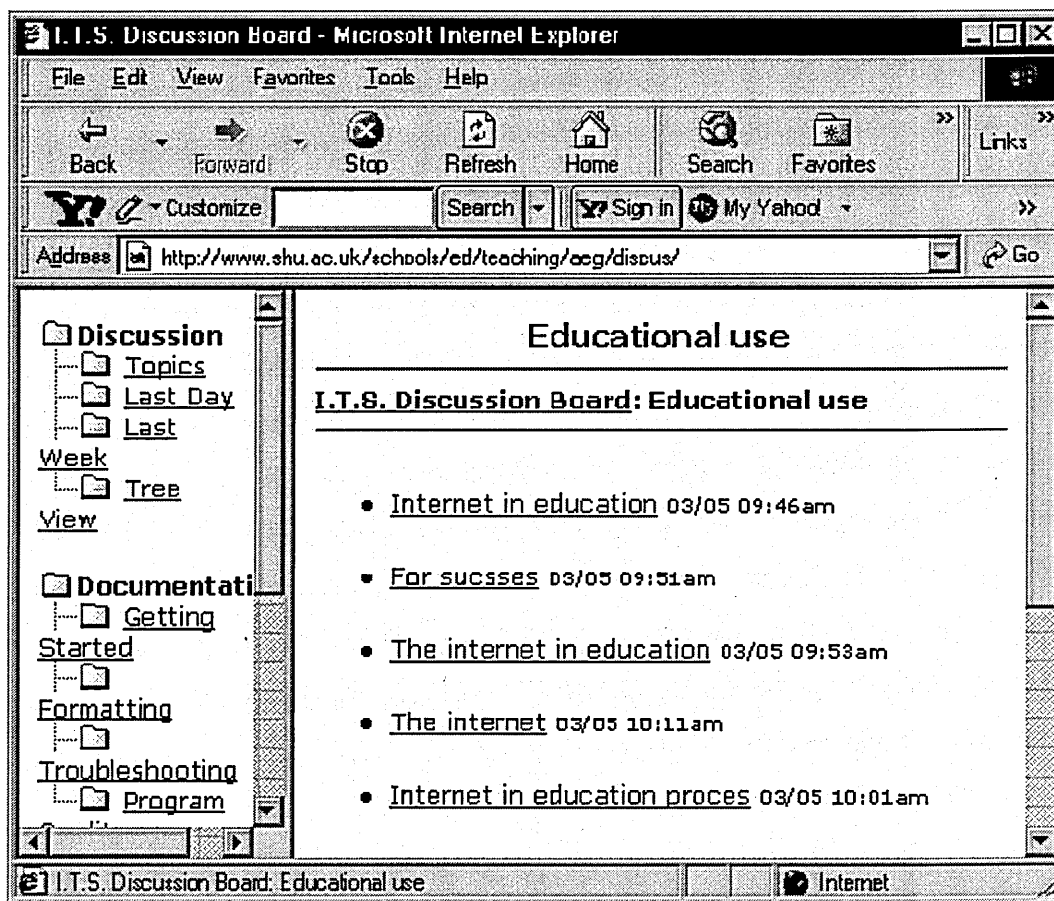 I.T.S. Discussion Board - Microsoft Internet Explorer
File Edit View Favorites Tools Help
Back Forward Stop Refresh Home Search Favorites » Links »
Y! Customize Search Y! Sign in My Yahoo! »
Address http://www.shu.ac.uk/schools/ed/teaching/aeg/discus/ Go
Discussion
Topics
Last Day
Last
Week
Tree
View
Documentati
Getting
Started
Formatting
Troubleshooting
Program
Educational use
I.T.S. Discussion Board: Educational use
• Internet in education 03/05 09:46am
• For sucsses 03/05 09:51am
• The internet in education 03/05 09:53am
• The internet 03/05 10:11am
• Internet in education proces 03/05 10:01am
I.T.S. Discussion Board: Educational use Internet